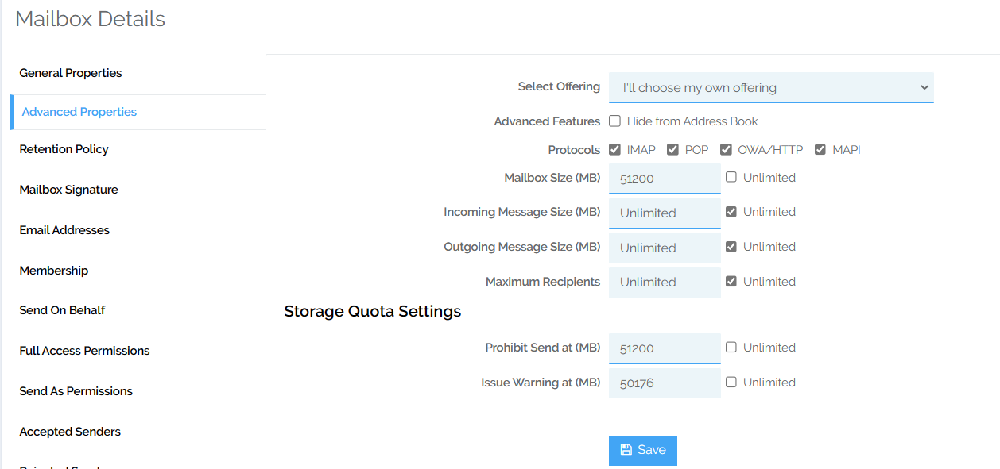 Mailbox Details
General Properties
Advanced Properties
Retention Policy
Mailbox Signature
Email Addresses
Membership
Send On Behalf
Full Access Permissions
Send As Permissions
Accepted Senders
Select Offering I'll choose my own offering
Advanced Features Hide from Address Book
Protocols IMAP POP OWA/HTTP MAPI
Mailbox Size (MB) 51200 Unlimited
Incoming Message Size (MB) Unlimited Unlimited
Outgoing Message Size (MB) Unlimited Unlimited
Maximum Recipients Unlimited Unlimited
Storage Quota Settings
Prohibit Send at (MB) 51200 Unlimited
Issue Warning at (MB) 50176 Unlimited
Save